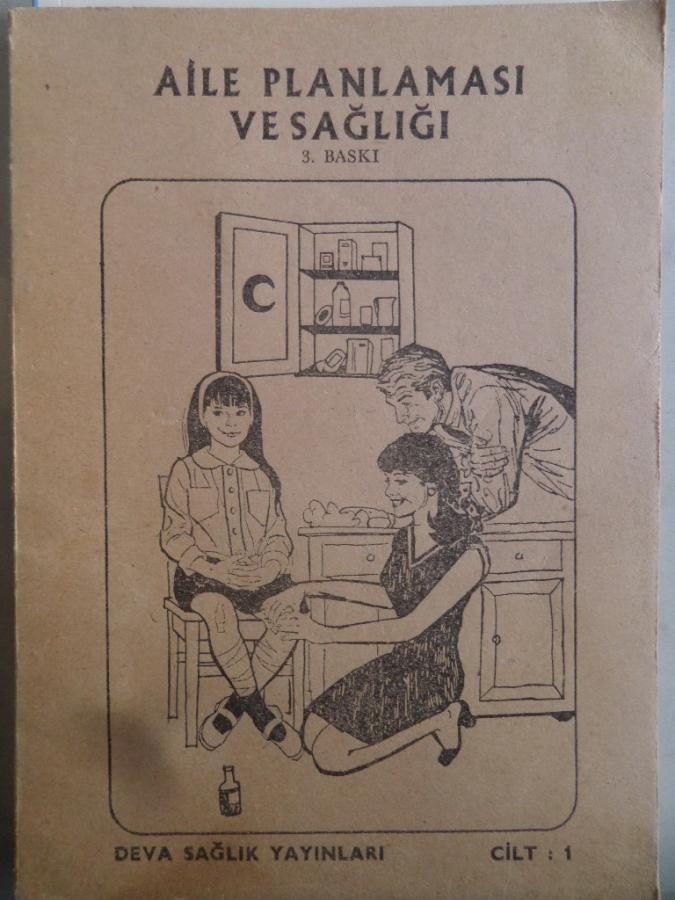 AİLE PLANLAMASI
VE SAĞLIĞI
3. BASKI
DEVA SAĞLIK YAYINLARI CİLT : 1